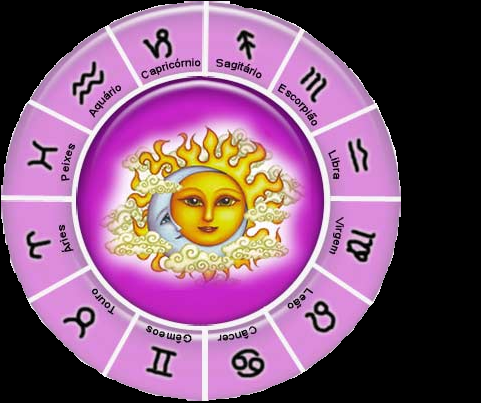 Capricórnio
Sagitário
Escorpião
Libra
Virgem
Leão
Câncer
Gêmeos
Touro
Áries
Peixes
Aquário